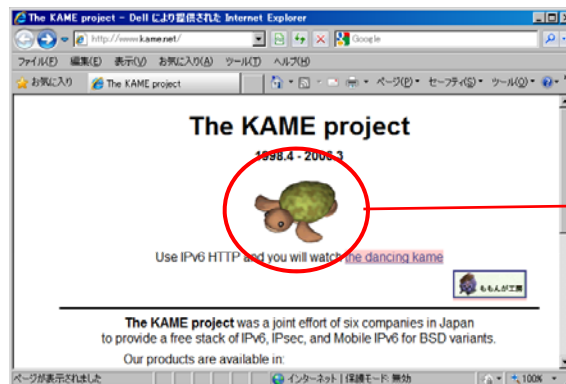 The KAME project - Dell により提供された Internet Explorer
http://www.kame.net/
Google
ファイル(F) 編集(E) 表示(V) お気に入り(A) ツール(T) ヘルプ(H)
お気に入り The KAME project ページ(P) セーフティ(S) ツール(O)
The KAME project
1998.4 - 2006.3
Use IPv6 HTTP and you will watch the dancing kame
ももんが工房
The KAME project was a joint effort of six companies in Japan
to provide a free stack of IPv6, IPsec, and Mobile IPv6 for BSD variants.
Our products are available in:
ページが表示されました インターネット | 保護モード: 無効 100%